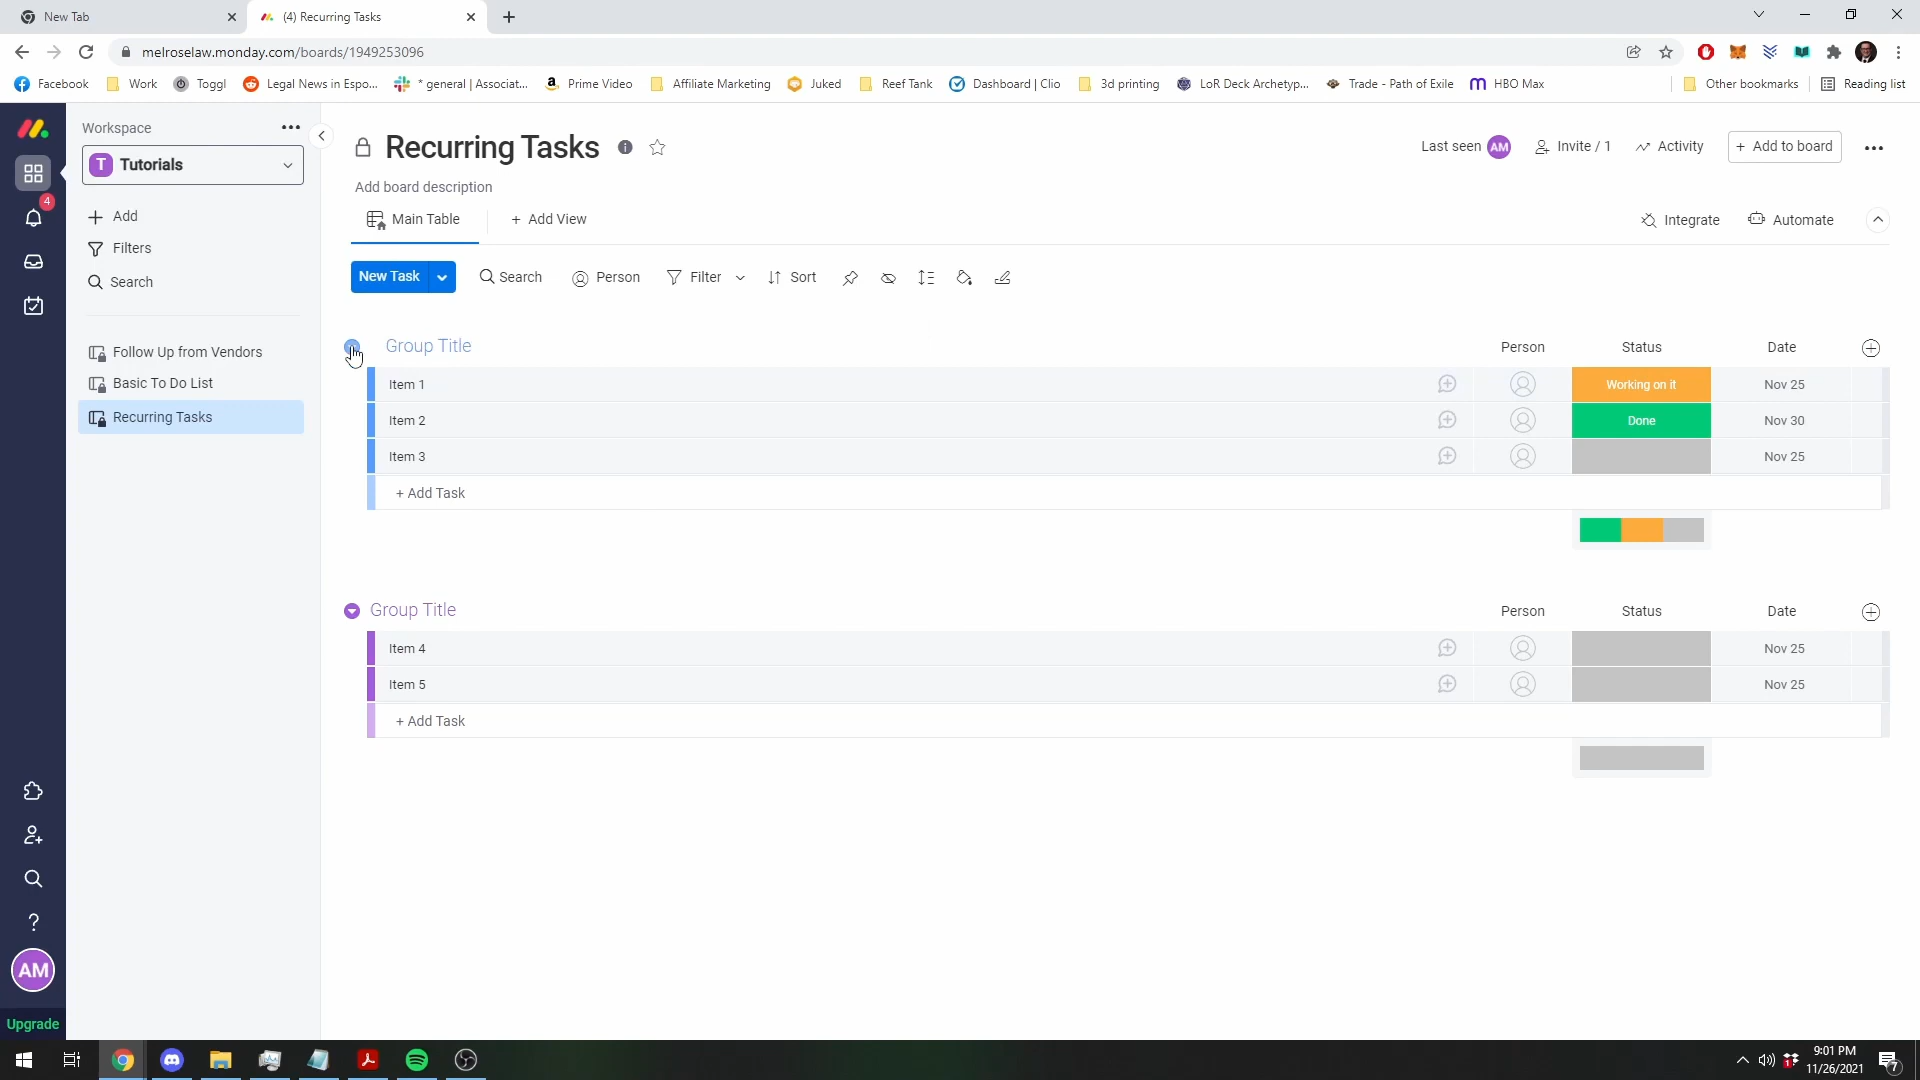 New Tab
(4) Recurring Tasks
melroselaw.monday.com/boards/1949253096
Facebook Work Toggl Legal News in Espo... * general | Associat... Prime Video Affiliate Marketing Juked Reef Tank Dashboard | Clio 3d printing LoR Deck Archetyp... Trade - Path of Exile HBO Max Other bookmarks Reading list
Workspace
T Tutorials
Add
Filters
Search
Follow Up from Vendors
Basic To Do List
Recurring Tasks
4
AM
Upgrade
Recurring Tasks
Last seen AM Invite / 1 Activity + Add to board
Add board description
Main Table + Add View Integrate Automate
New Task Search Person Filter Sort
Group Title Person Status Date
Item 1 Working on it Nov 25
Item 2 Done Nov 30
Item 3 Nov 25
+ Add Task
Group Title Person Status Date
Item 4 Nov 25
Item 5 Nov 25
+ Add Task
9:01 PM
11/26/2021
1
7